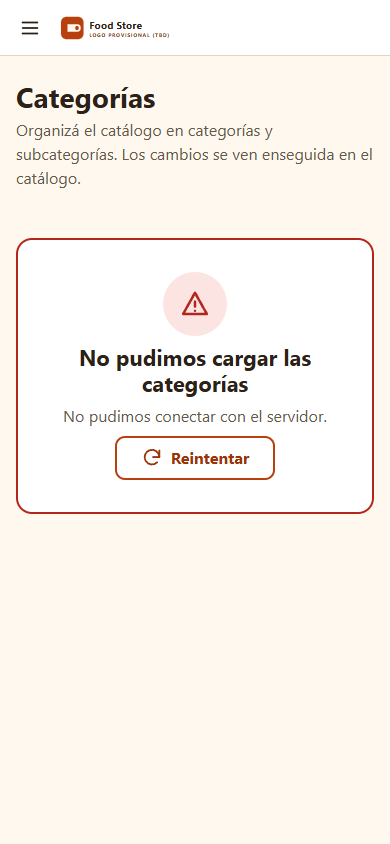 Food Store
LOGO PROVISIONAL (TBD)
Categorías
Organizá el catálogo en categorías y
subcategorías. Los cambios se ven enseguida en el
catálogo.
No pudimos cargar las
categorías
No pudimos conectar con el servidor.
Reintentar